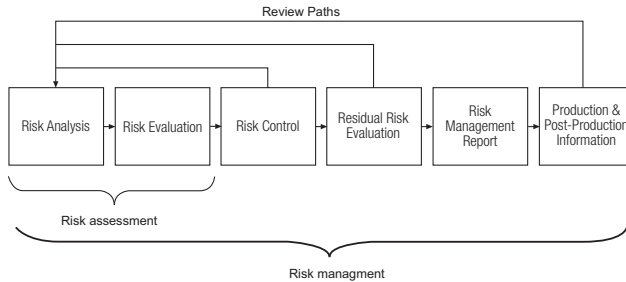 Review Paths
Risk Analysis
Risk Evaluation
Risk Control
Residual Risk
Evaluation
Risk
Management
Report
Production &
Post-Production
Information
Risk assessment
Risk managment